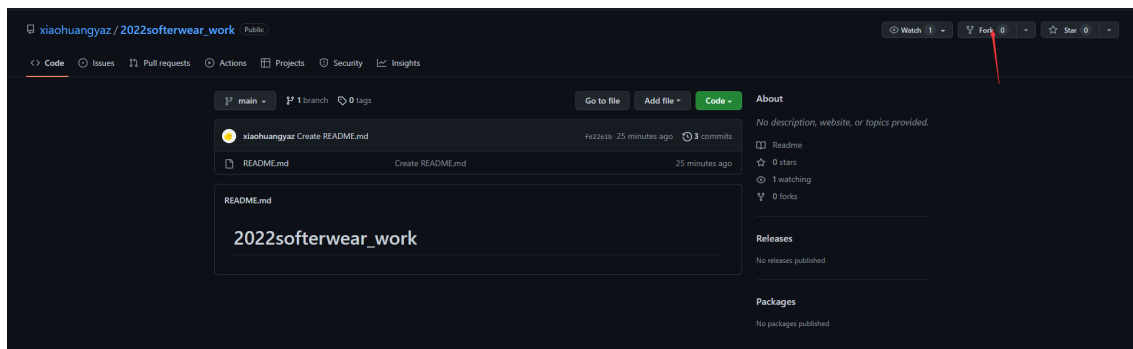 xiaohuangyaz / 2022softerwear_work Public
Watch 1 Fork 0 Star 0
Code Issues Pull requests Actions Projects Security Insights
main 1 branch 0 tags Go to file Add file Code
xiaohuangyaz Create README.md fe22e1b 25 minutes ago 3 commits
README.md Create README.md 25 minutes ago
README.md
2022softerwear_work
About
No description, website, or topics provided.
Readme
0 stars
1 watching
0 forks
Releases
No releases published
Packages
No packages published